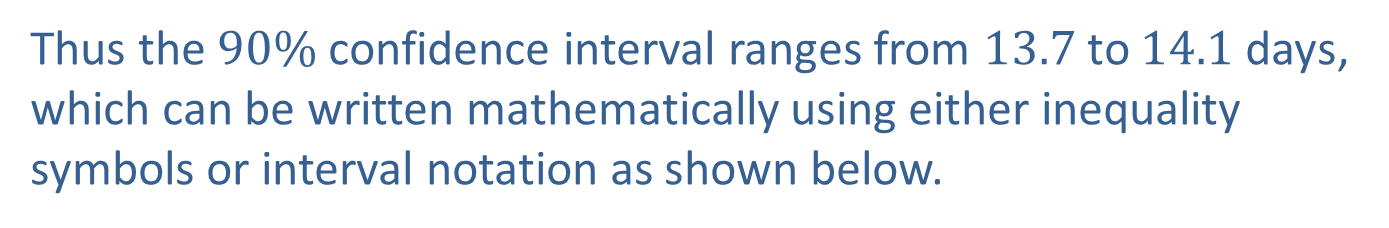 Thus the 90% confidence interval ranges from 13.7 to 14.1 days,
which can be written mathematically using either inequality
symbols or interval notation as shown below.